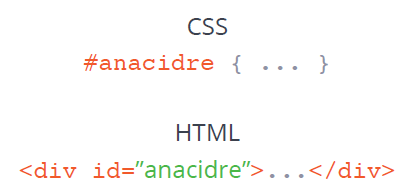 CSS
#anacidre { ... }
HTML
<div id=”anacidre”>...</div>